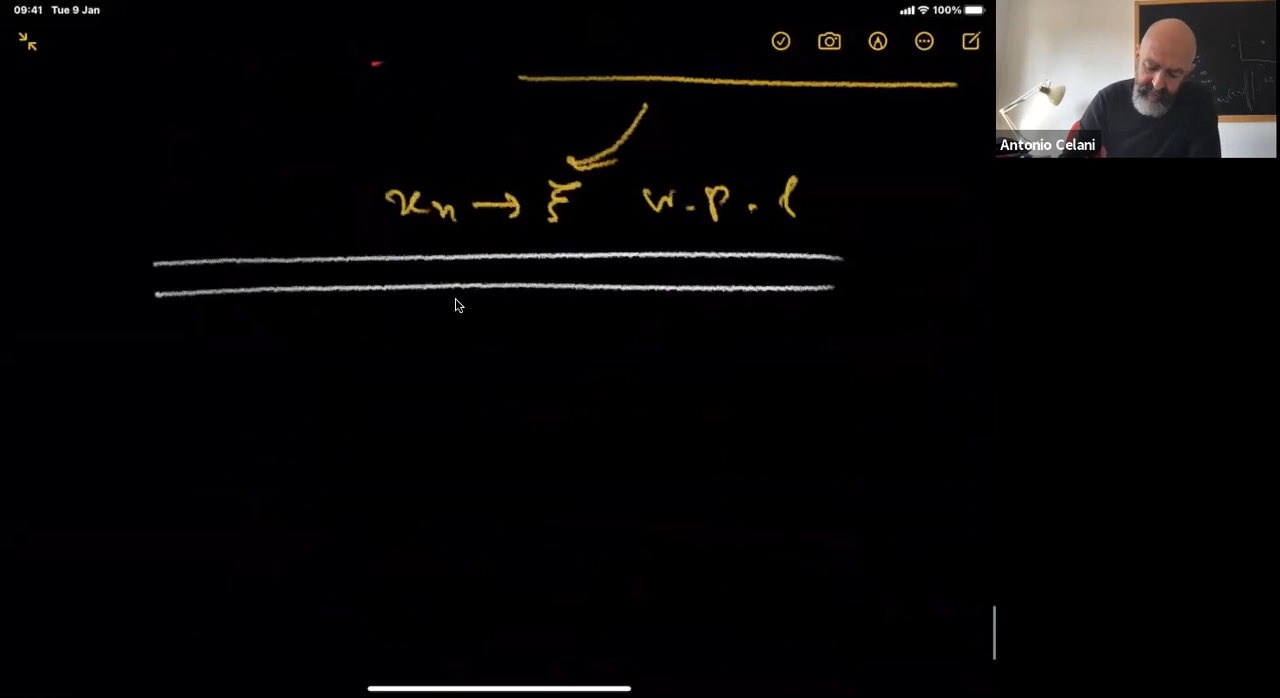 09:41 Tue 9 Jan 100%
Antonio Celani
xn → ξ w.p.1